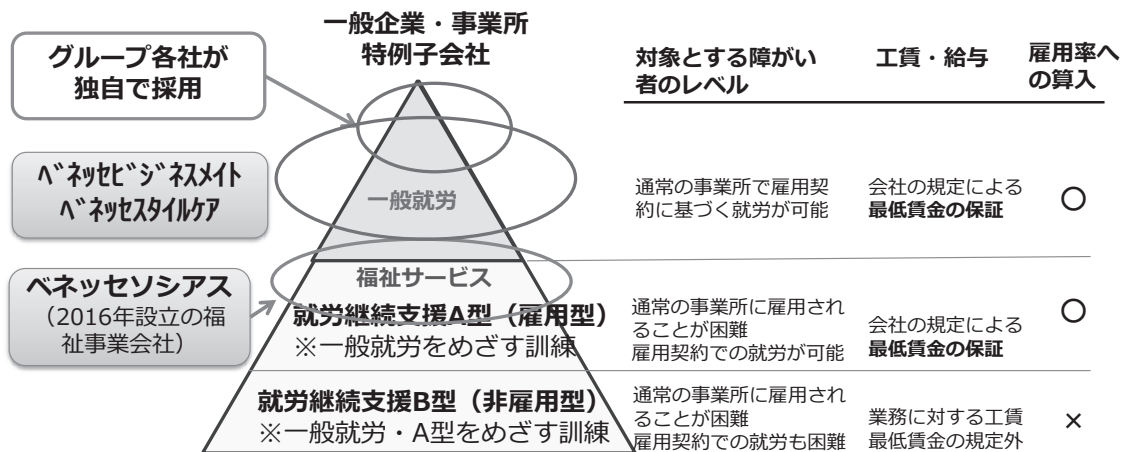 一般企業・事業所
特例子会社
グループ各社が
独自で採用
対象とする障がい
者のレベル
工賃・給与
雇用率へ
の算入
ﾍﾞﾈｯｾﾋﾞｼﾞﾈｽﾒｲﾄ
ﾍﾞﾈｯｾｽﾀｲﾙｹｱ
一般就労
通常の事業所で雇用契
約に基づく就労が可能
会社の規定による
最低賃金の保証
○
ベネッセソシアス
（2016年設立の福
祉事業会社）
福祉サービス
就労継続支援A型（雇用型）
※一般就労をめざす訓練
通常の事業所に雇用され
ることが困難
雇用契約での就労が可能
会社の規定による
最低賃金の保証
○
就労継続支援B型（非雇用型）
※一般就労・A型をめざす訓練
通常の事業所に雇用され
ることが困難
雇用契約での就労も困難
業務に対する工賃
最低賃金の規定外
×